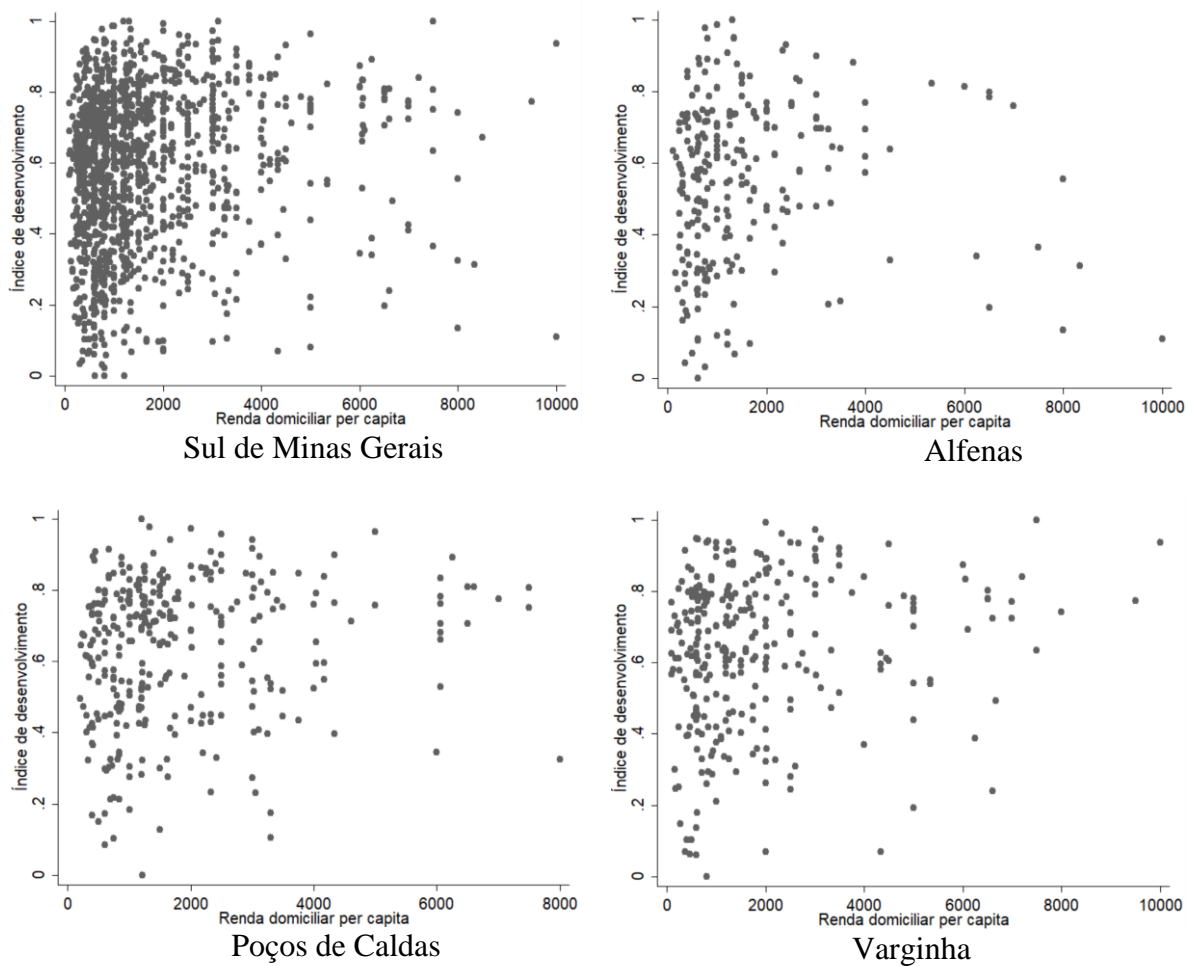 Índice de desenvolvimento
1
.8
.6
.4
.2
0
0 2000 4000 6000 8000 10000
Renda domiciliar per capita
Sul de Minas Gerais
Índice de desenvolvimento
1
.8
.6
.4
.2
0
0 2000 4000 6000 8000 10000
Renda domiciliar per capita
Alfenas
Índice de desenvolvimento
1
.8
.6
.4
.2
0
0 2000 4000 6000 8000
Renda domiciliar per capita
Poços de Caldas
Índice de desenvolvimento
1
.8
.6
.4
.2
0
0 2000 4000 6000 8000 10000
Renda domiciliar per capita
Varginha